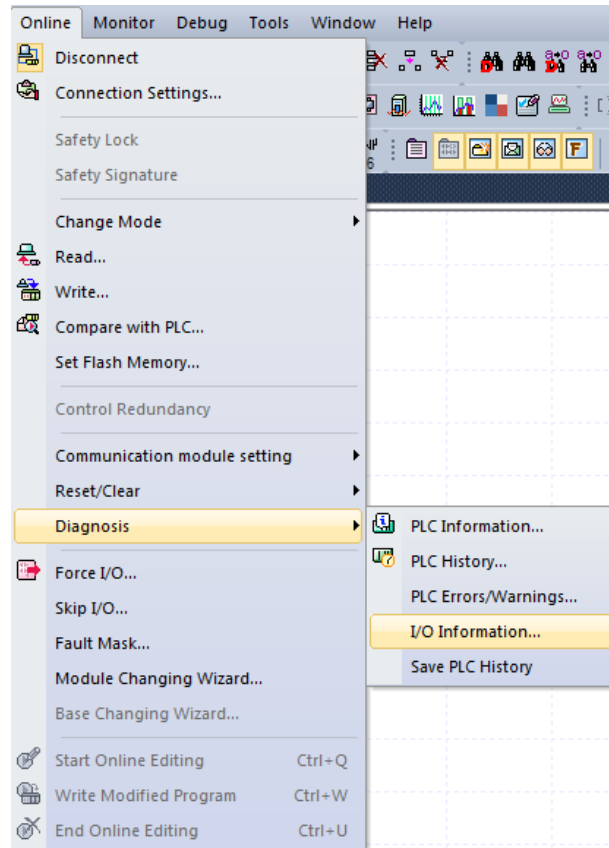 Online Monitor Debug Tools Window Help
Disconnect
Connection Settings...
Safety Lock
Safety Signature
Change Mode
Read...
Write...
Compare with PLC...
Set Flash Memory...
Control Redundancy
Communication module setting
Reset/Clear
Diagnosis
PLC Information...
PLC History...
PLC Errors/Warnings...
I/O Information...
Save PLC History
Force I/O...
Skip I/O...
Fault Mask...
Module Changing Wizard...
Base Changing Wizard...
Start Online Editing Ctrl+Q
Write Modified Program Ctrl+W
End Online Editing Ctrl+U